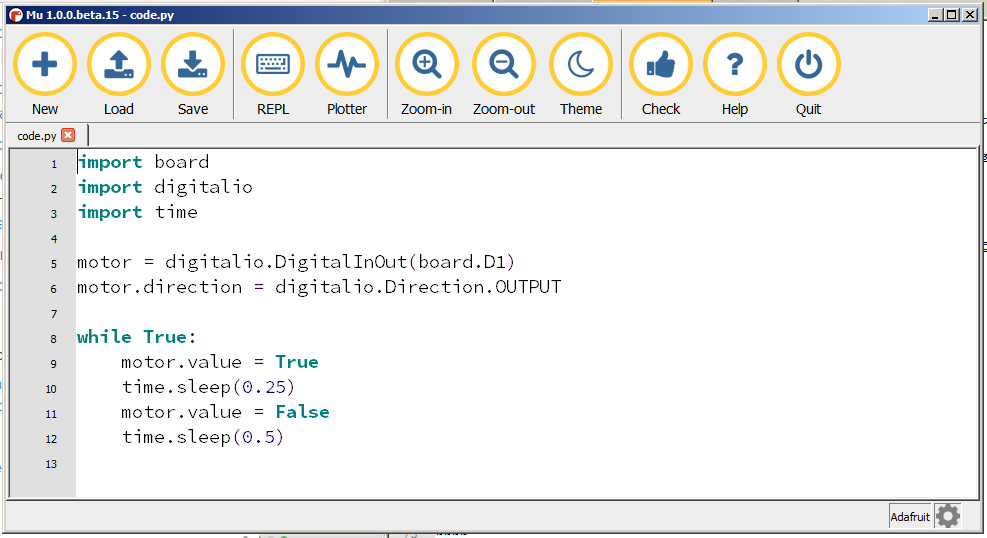 Mu 1.0.0.beta.15 - code.py
New Load Save REPL Plotter Zoom-in Zoom-out Theme Check Help Quit
code.py
1 import board
2 import digitalio
3 import time
4
5 motor = digitalio.DigitalInOut(board.D1)
6 motor.direction = digitalio.Direction.OUTPUT
7
8 while True:
9     motor.value = True
10     time.sleep(0.25)
11     motor.value = False
12     time.sleep(0.5)
13
Adafruit